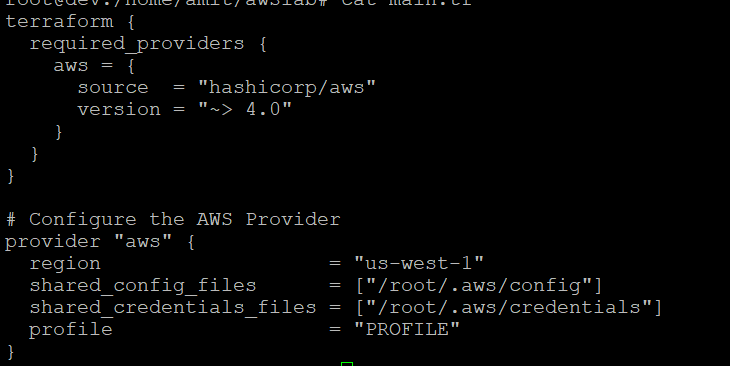 root@dev:/home/amit/awslab# cat main.tf
terraform {
  required_providers {
    aws = {
      source  = "hashicorp/aws"
      version = "~> 4.0"
    }
  }
}

# Configure the AWS Provider
provider "aws" {
  region                   = "us-west-1"
  shared_config_files      = ["/root/.aws/config"]
  shared_credentials_files = ["/root/.aws/credentials"]
  profile                  = "PROFILE"
}